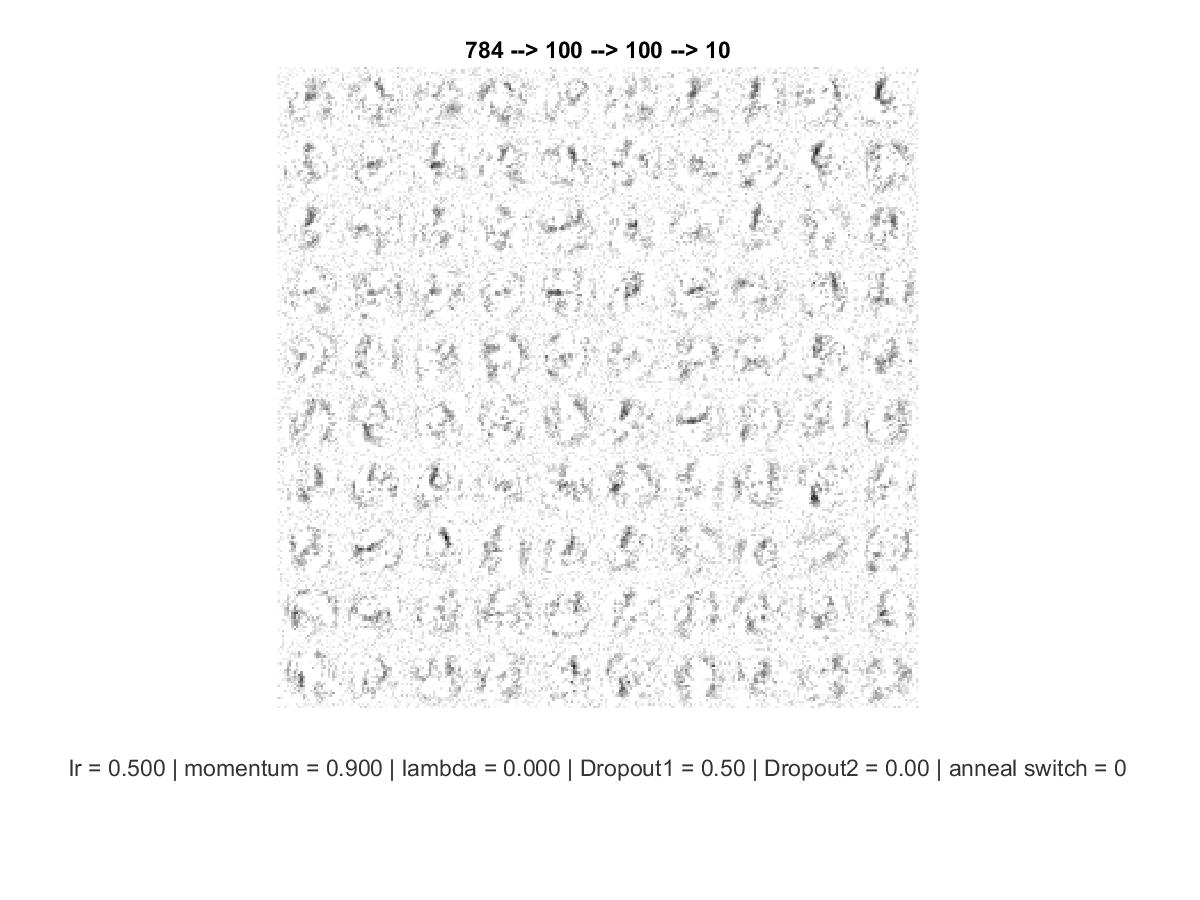 784 --> 100 --> 100 --> 10
lr = 0.500 | momentum = 0.900 | lambda = 0.000 | Dropout1 = 0.50 | Dropout2 = 0.00 | anneal switch = 0